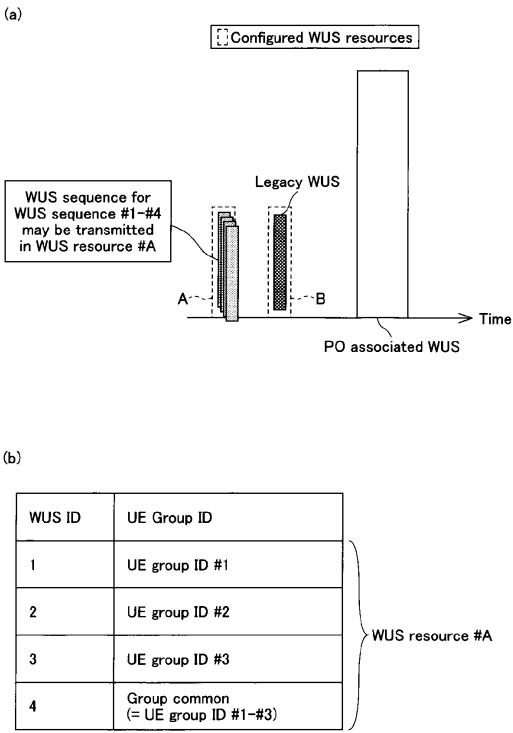 (a)
Configured WUS resources
Legacy WUS
WUS sequence for
WUS sequence #1-#4
may be transmitted
in WUS resource #A
A
B
Time
PO associated WUS
(b)
WUS ID UE Group ID
1 UE group ID #1
2 UE group ID #2
3 UE group ID #3
4 Group common
(= UE group ID #1-#3)
WUS resource #A